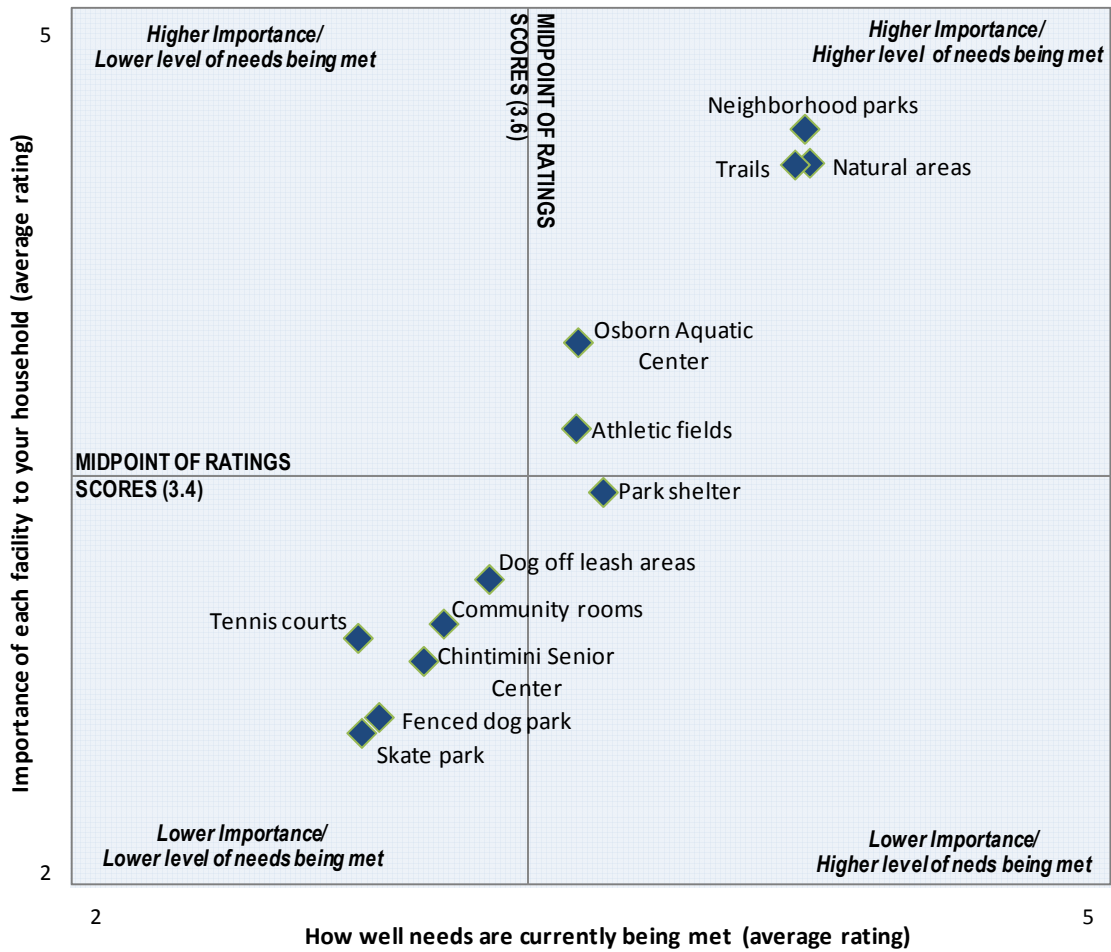 5
Higher Importance/
Lower level of needs being met
MIDPOINT OF RATINGS
SCORES (3.6)
Higher Importance/
Higher level of needs being met
Neighborhood parks
Trails
Natural areas
Osborn Aquatic
Center
Athletic fields
MIDPOINT OF RATINGS
SCORES (3.4)
Park shelter
Dog off leash areas
Community rooms
Tennis courts
Chintimini Senior
Center
Fenced dog park
Skate park
Lower Importance/
Lower level of needs being met
Lower Importance/
Higher level of neds being met
2
Importance of each facility to your household (average rating)
2
5
How well needs are currently being met (average rating)